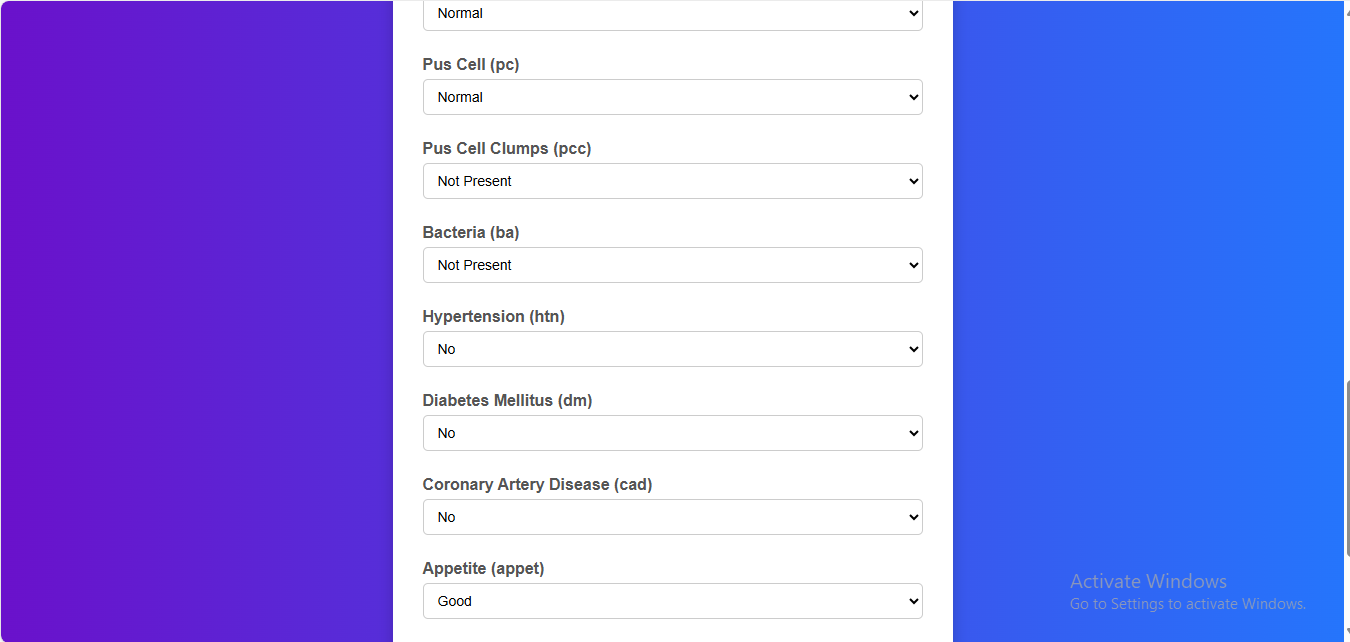 Normal
Pus Cell (pc)
Normal
Pus Cell Clumps (pcc)
Not Present
Bacteria (ba)
Not Present
Hypertension (htn)
No
Diabetes Mellitus (dm)
No
Coronary Artery Disease (cad)
No
Appetite (appet)
Good
Activate Windows
Go to Settings to activate Windows.